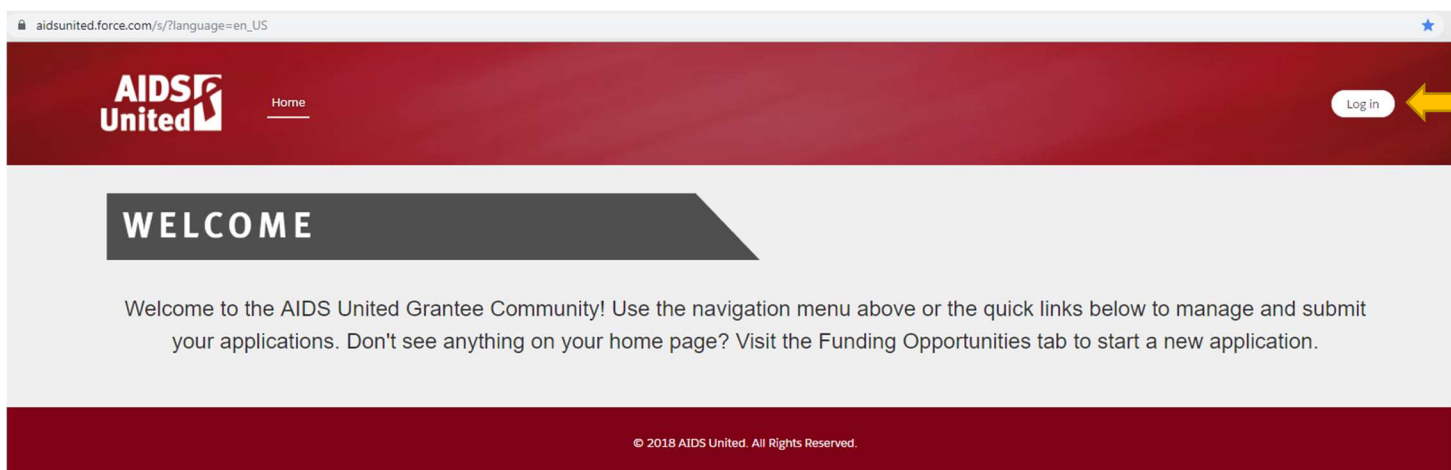 aidsunited.force.com/s/?language=en_US
AIDS
United
Home
Log in
WELCOME
Welcome to the AIDS United Grantee Community! Use the navigation menu above or the quick links below to manage and submit
your applications. Don't see anything on your home page? Visit the Funding Opportunities tab to start a new application.
© 2018 AIDS United. All Rights Reserved.